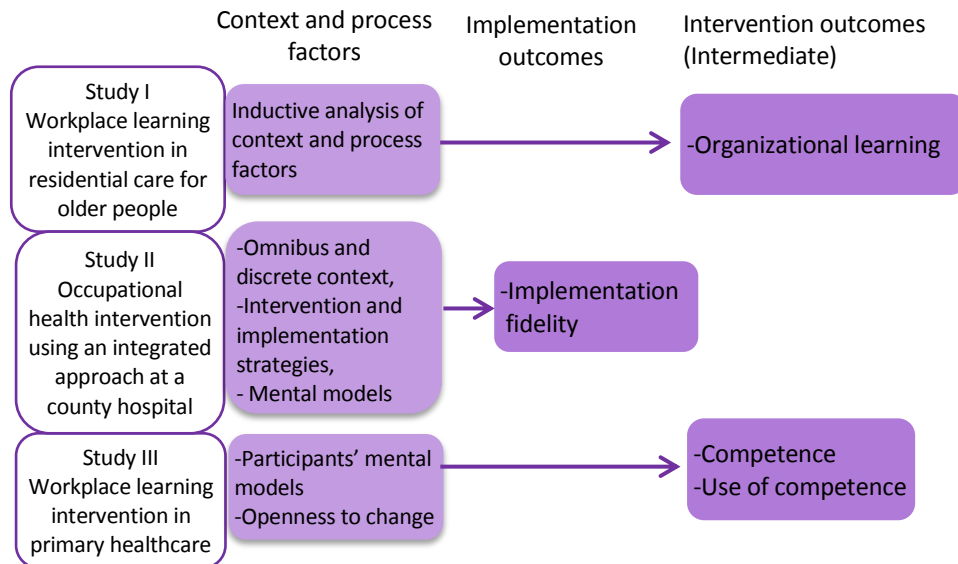 Context and process
factors
Implementation
outcomes
Intervention outcomes
(Intermediate)
Study I
Workplace learning
intervention in
residential care for
older people
Inductive analysis of
context and process
factors
-Organizational learning
Study II
Occupational
health intervention
using an integrated
approach at a
county hospital
-Omnibus and
discrete context,
-Intervention and
implementation
strategies,
- Mental models
-Implementation
fidelity
Study III
Workplace learning
intervention in
primary healthcare
-Participants’ mental
models
-Openness to change
-Competence
-Use of competence